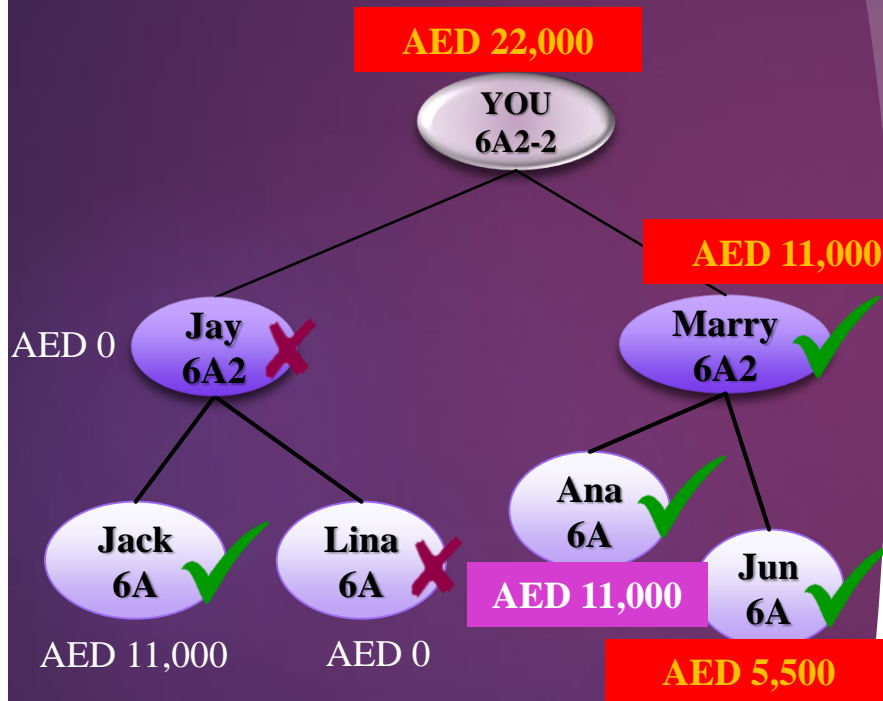 AED 22,000
YOU
6A2-2
AED 11,000
AED 0
Jay
6A2
Marry
6A2
Jack
6A
Lina
6A
Ana
6A
Jun
6A
AED 11,000
AED 11,000
AED 0
AED 5,500